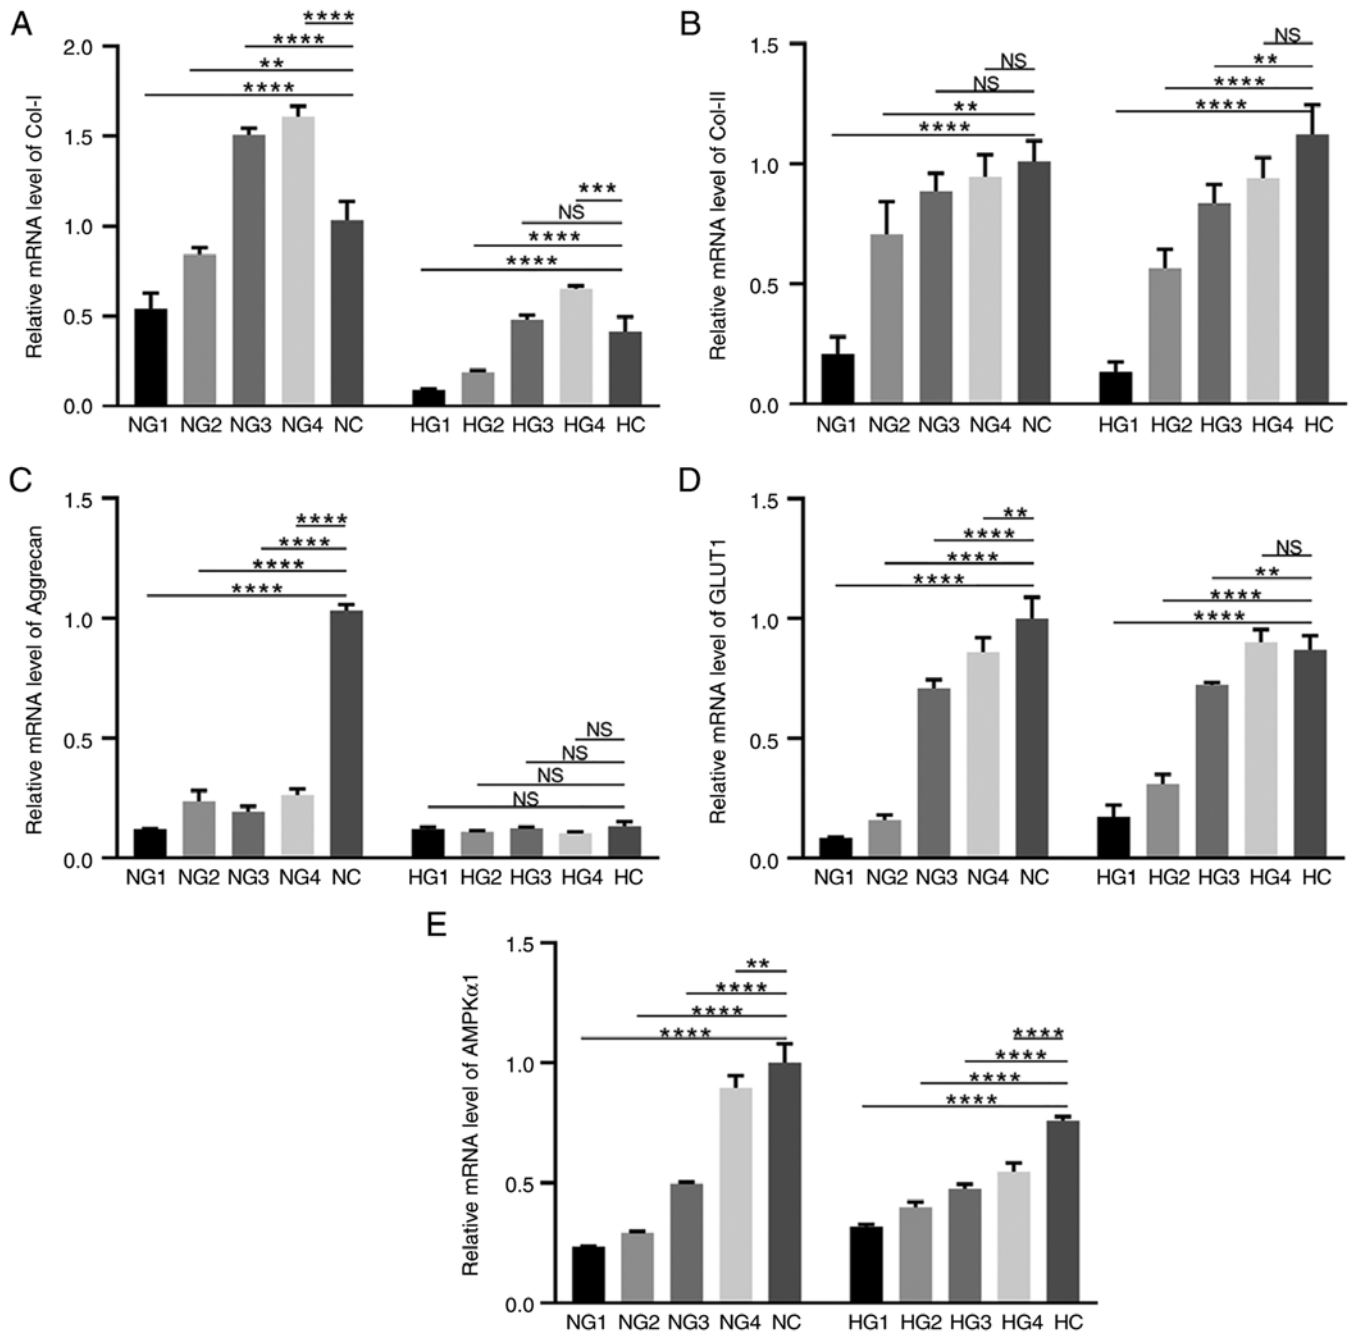 A
Relative mRNA level of Col-I
2.0
1.5
1.0
0.5
0.0
****
****
**
****
***
NS
****
****
NG1 NG2 NG3 NG4 NC HG1 HG2 HG3 HG4 HC
B
Relative mRNA level of Col-II
1.5
1.0
0.5
0.0
NS
NS
**
****
NS
**
****
****
NG1 NG2 NG3 NG4 NC HG1 HG2 HG3 HG4 HC
C
Relative mRNA level of Aggrecan
1.5
1.0
0.5
0.0
****
****
****
****
NS
NS
NS
NS
NG1 NG2 NG3 NG4 NC HG1 HG2 HG3 HG4 HC
D
Relative mRNA level of GLUT1
1.5
1.0
0.5
0.0
**
****
****
****
NS
**
****
****
NG1 NG2 NG3 NG4 NC HG1 HG2 HG3 HG4 HC
E
Relative mRNA level of AMPKα1
1.5
1.0
0.5
0.0
**
****
****
****
****
****
****
****
NG1 NG2 NG3 NG4 NC HG1 HG2 HG3 HG4 HC